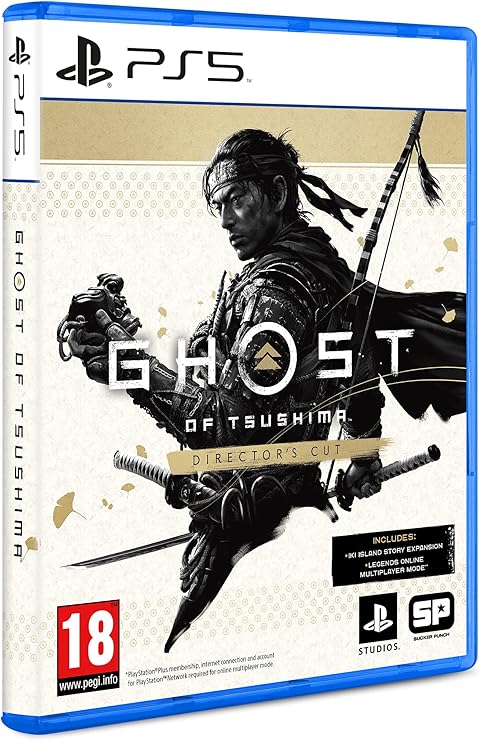 PS5
PS5
GHOST OF TSUSHIMA
GHOST
OF TSUSHIMA™
DIRECTOR'S CUT
INCLUDES:
*IKI ISLAND STORY EXPANSION
*LEGENDS ONLINE
MULTIPLAYER MODE*
18
www.pegi.info
*PlayStation®Plus membership, internet connection and account
for PlayStation™Network required for online multiplayer mode.
STUDIOS.
SP
SUCKER PUNCH